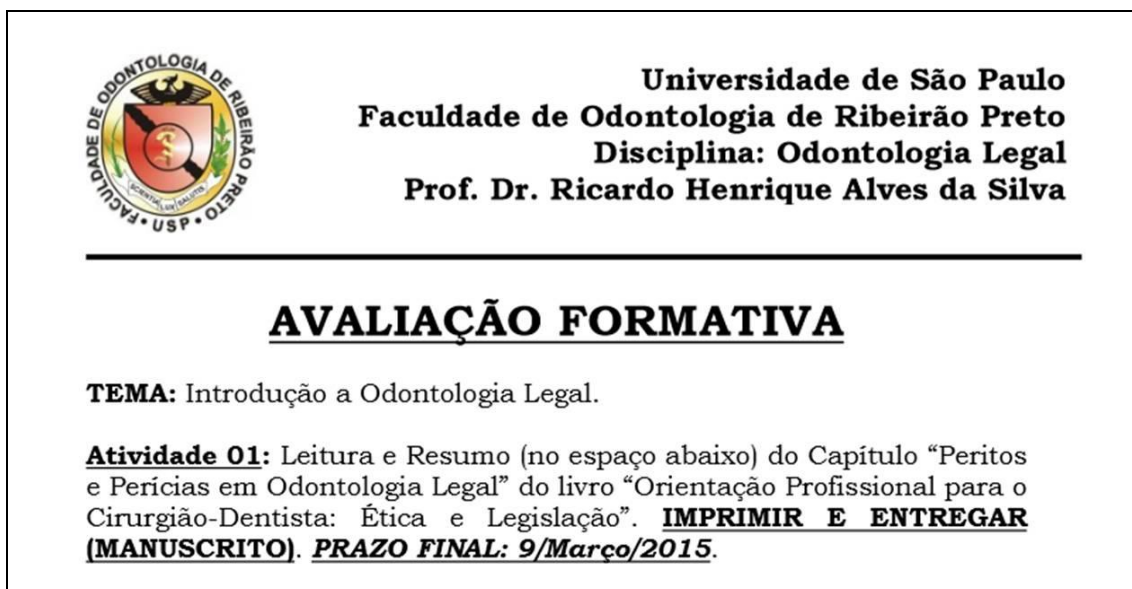 FACULDADE DE ODONTOLOGIA DE RIBEIRÃO PRETO
• USP •
SCIENTIA LUX SALUTIS
Universidade de São Paulo
Faculdade de Odontologia de Ribeirão Preto
Disciplina: Odontologia Legal
Prof. Dr. Ricardo Henrique Alves da Silva
AVALIAÇÃO FORMATIVA
TEMA: Introdução a Odontologia Legal.
Atividade 01: Leitura e Resumo (no espaço abaixo) do Capítulo “Peritos
e Perícias em Odontologia Legal” do livro “Orientação Profissional para o
Cirurgião-Dentista: Ética e Legislação”. IMPRIMIR E ENTREGAR
(MANUSCRITO). PRAZO FINAL: 9/Março/2015.